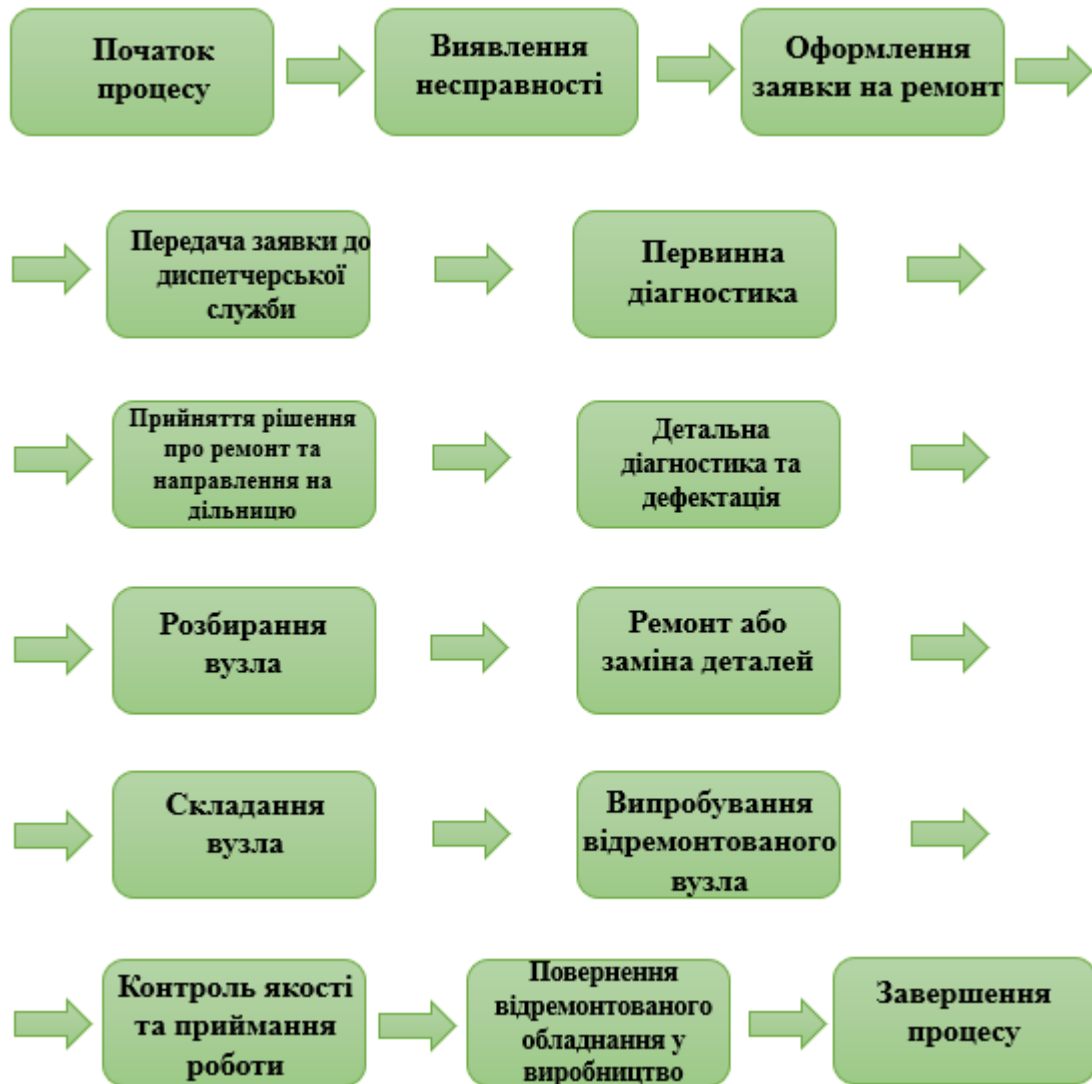 Початок
процесу
Виявлення
несправності
Оформлення
заявки на ремонт
Передача заявки до
диспетчерської
служби
Первинна
діагностика
Прийняття рішення
про ремонт та
направлення на
дільницю
Детальна
діагностика та
дефектація
Розбирання
вузла
Ремонт або
заміна деталей
Складання
вузла
Випробування
відремонтованого
вузла
Контроль якості
та приймання
роботи
Повернення
відремонтованого
обладнання у
виробництво
Завершення
процесу